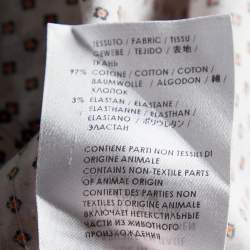 TESSUTO / FABRIC / TISSU /
GEWEBE / TEJIDO / 表地 /
ТКАНЬ
97% COTONE / COTTON / COTON /
BAUMWOLLE / ALGODON / 綿 /
ХЛОПОК
3% ELASTAN / ELASTANE /
ELASTHANNE / ELASTHAN /
ELASTANO / ポリウレタン /
ЭЛАСТАН
CONTIENE PARTI NON TESSILI DI
ORIGINE ANIMALE
CONTAINS NON-TEXTILE PARTS
OF ANIMAL ORIGIN
CONTIENT DES PARTIES NON
TEXTILES D'ORIGINE ANIMALE
ВКЛЮЧАЕТ НЕТЕКСТИЛЬНЫЕ
ЧАСТИ ИЗ ЖИВОТНОГО
ПРОИСХОЖДЕНИЯ